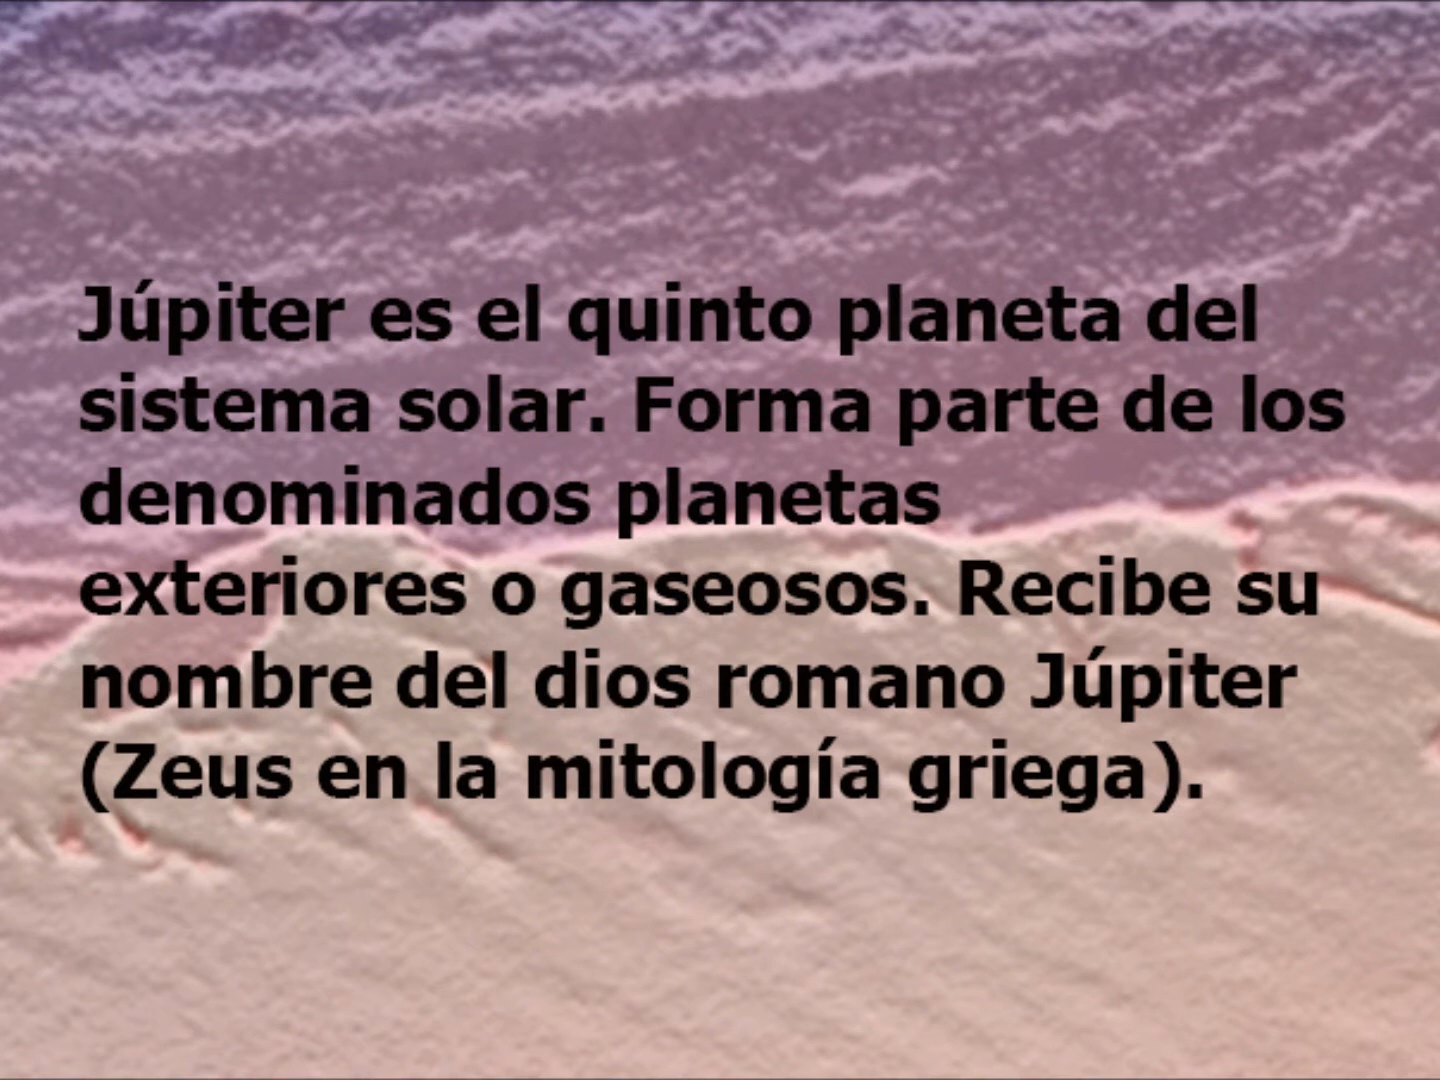 Júpiter es el quinto planeta del
sistema solar. Forma parte de los
denominados planetas
exteriores o gaseosos. Recibe su
nombre del dios romano Júpiter
(Zeus en la mitología griega).